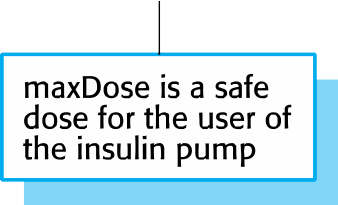 maxDose is a safe
dose for the user of
the insulin pump